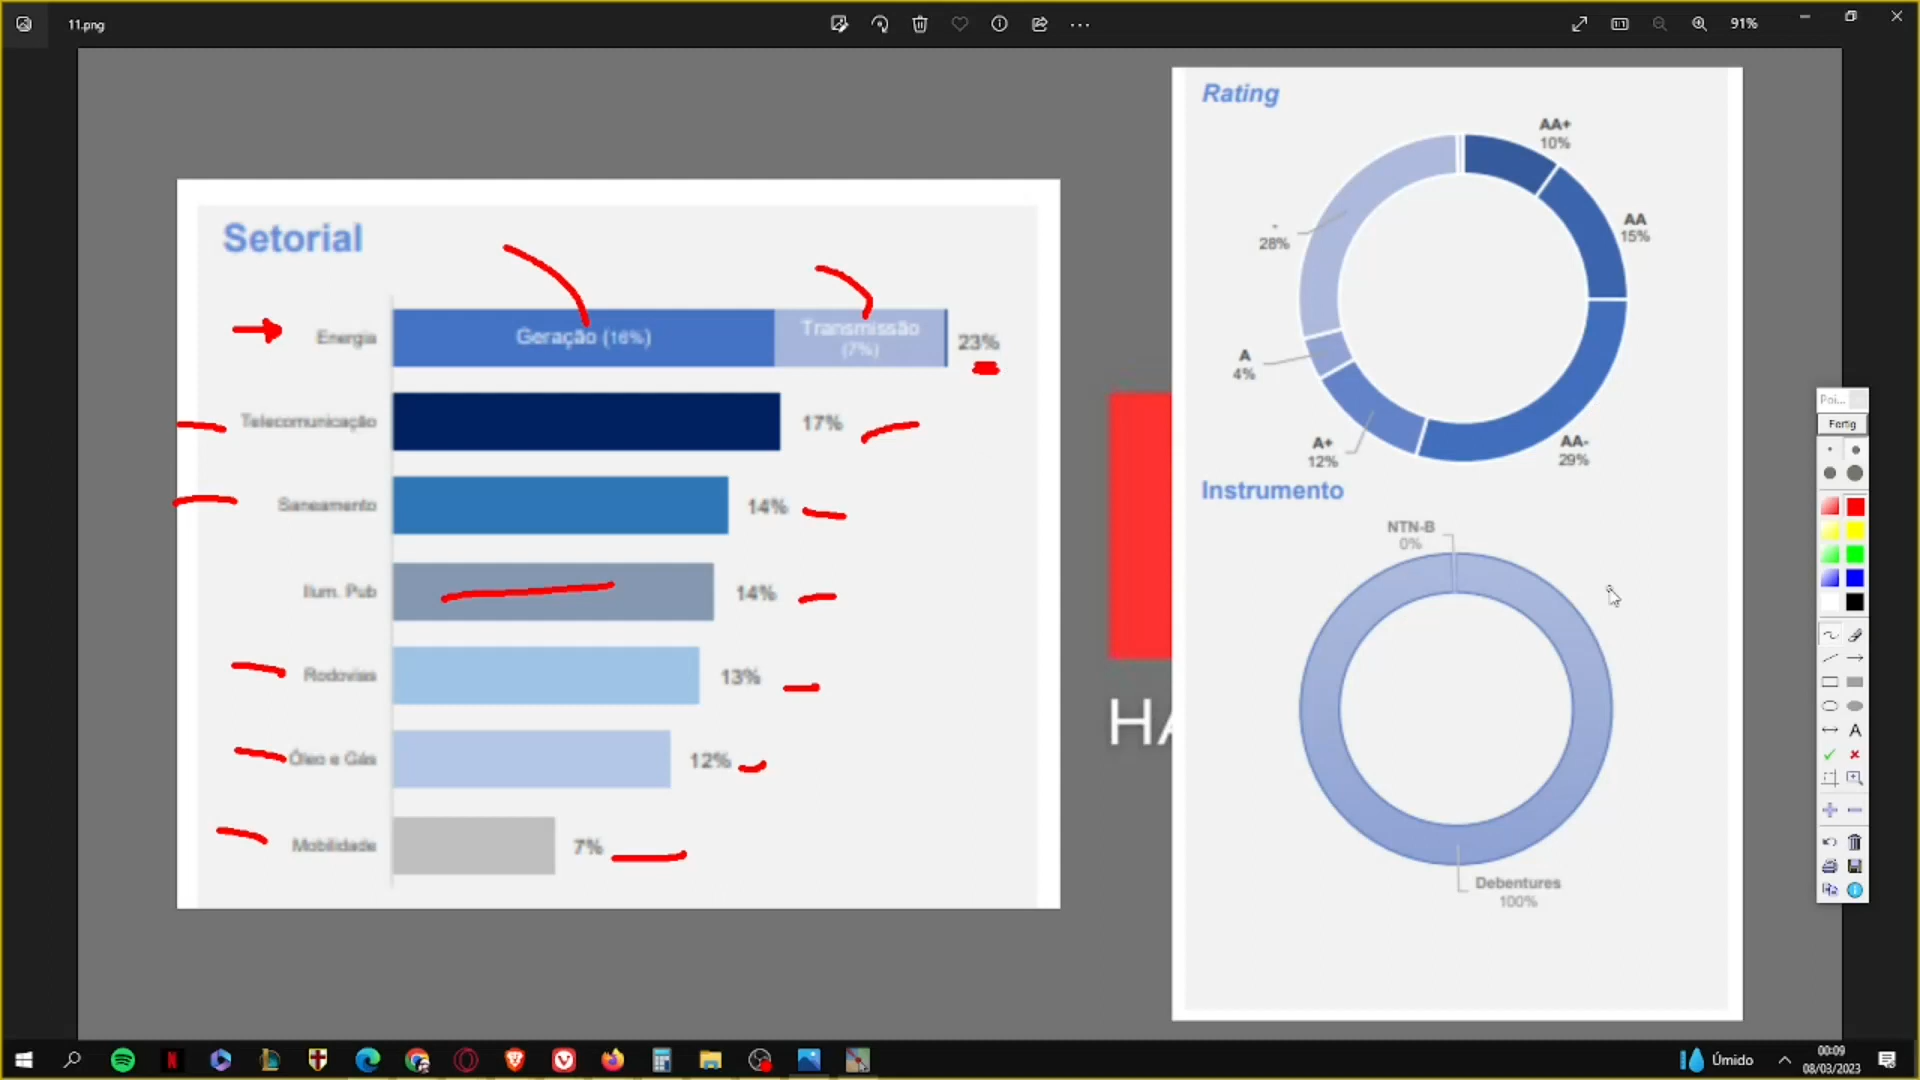 11.png
91%
Setorial
Energia
Geração (16%)
Transmissão
(7%)
23%
Telecomunicação
17%
Saneamento
14%
Ilum. Pub
14%
Rodovias
13%
Óleo e Gás
12%
Mobilidade
7%
HA
Rating
AA+
10%
AA
15%
-
28%
A
4%
A+
12%
AA-
29%
Instrumento
NTN-B
0%
Debentures
100%
Poi...
Fertig
A
Úmido
00:09
08/03/2023